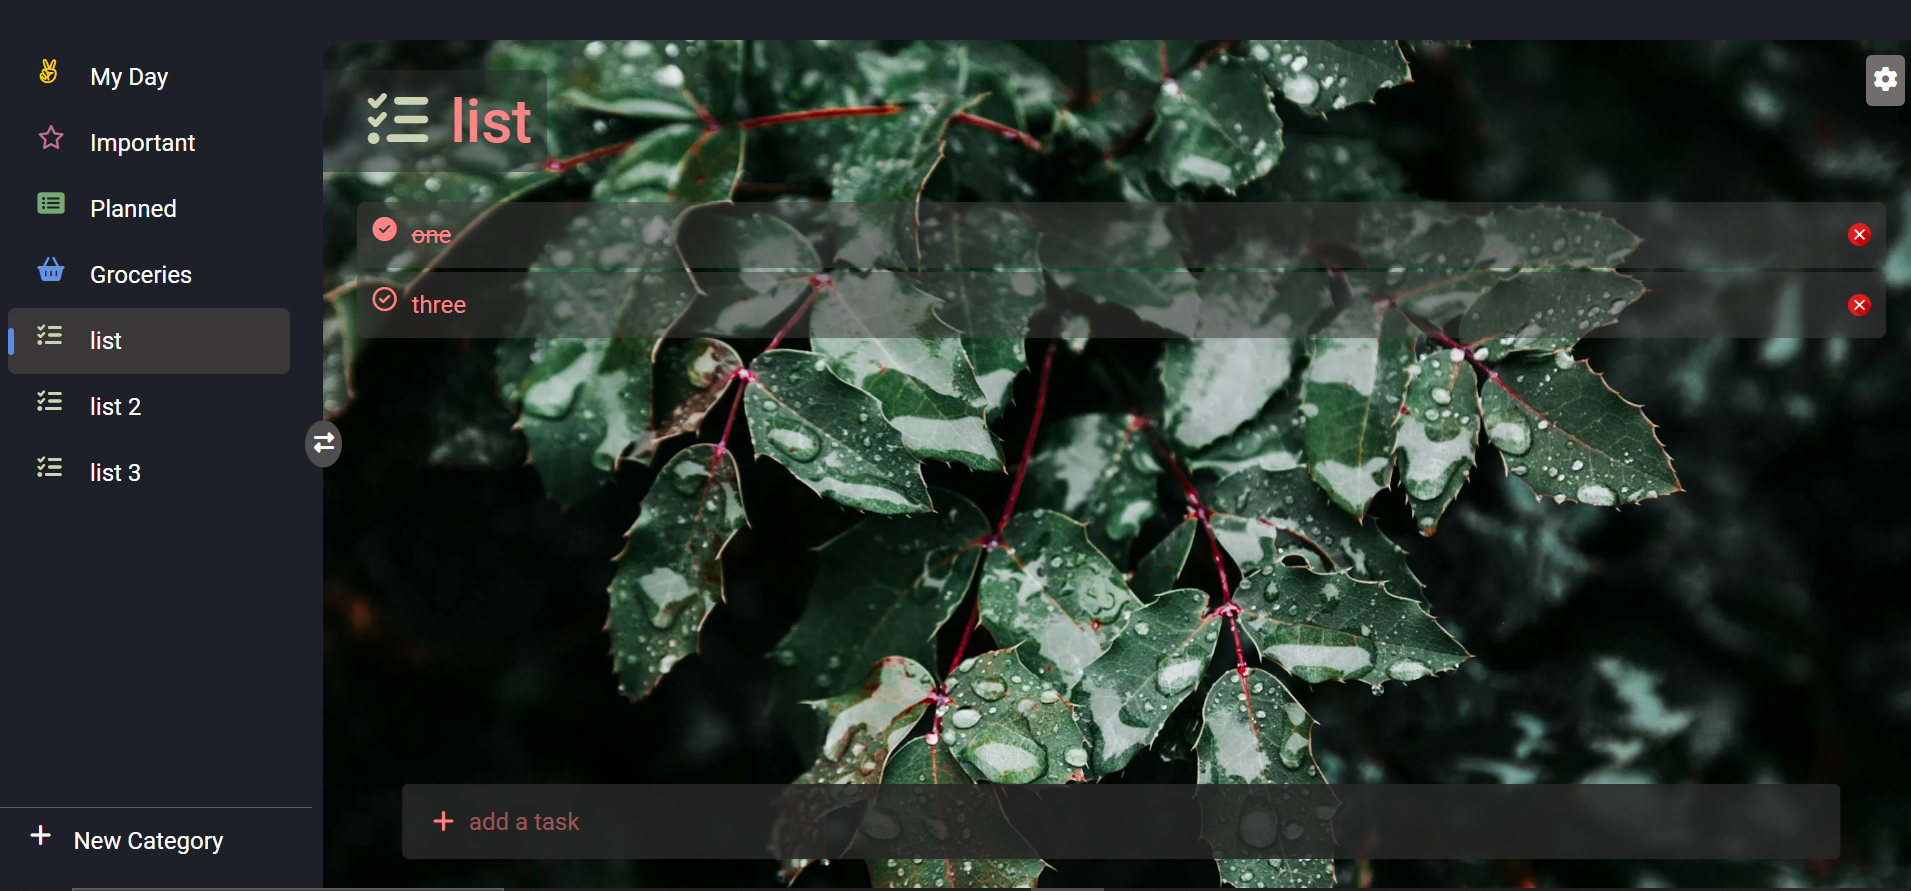 My Day
Important
Planned
Groceries
list
list 2
list 3
New Category
list
one
three
add a task